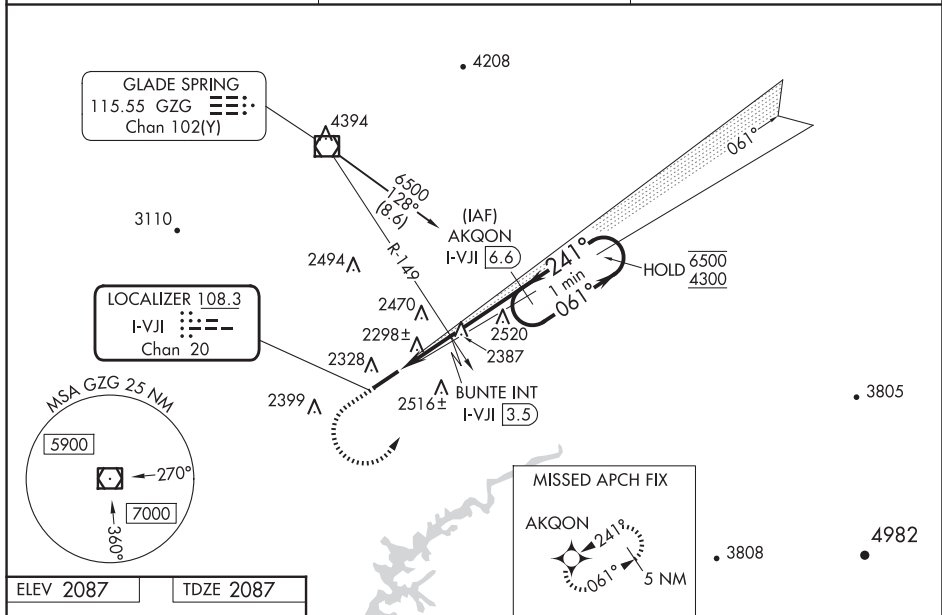 4208
GLADE SPRING
115.55 GZG
Chan 102(Y)
4394
061°
6500
128°
(8.6)
(IAF)
AKQON
I-VJI 6.6
3110
R-149
2494
241°
1 min
061°
HOLD 6500
4300
LOCALIZER 108.3
I-VJI
Chan 20
2470
2298±
2520
2387
2328
2399
2516±
BUNTE INT
I-VJI 3.5
3805
MSA GZG 25 NM
5900
270°
7000
360°
MISSED APCH FIX
AKQON
241°
061°
5 NM
3808
4982
ELEV 2087
TDZE 2087